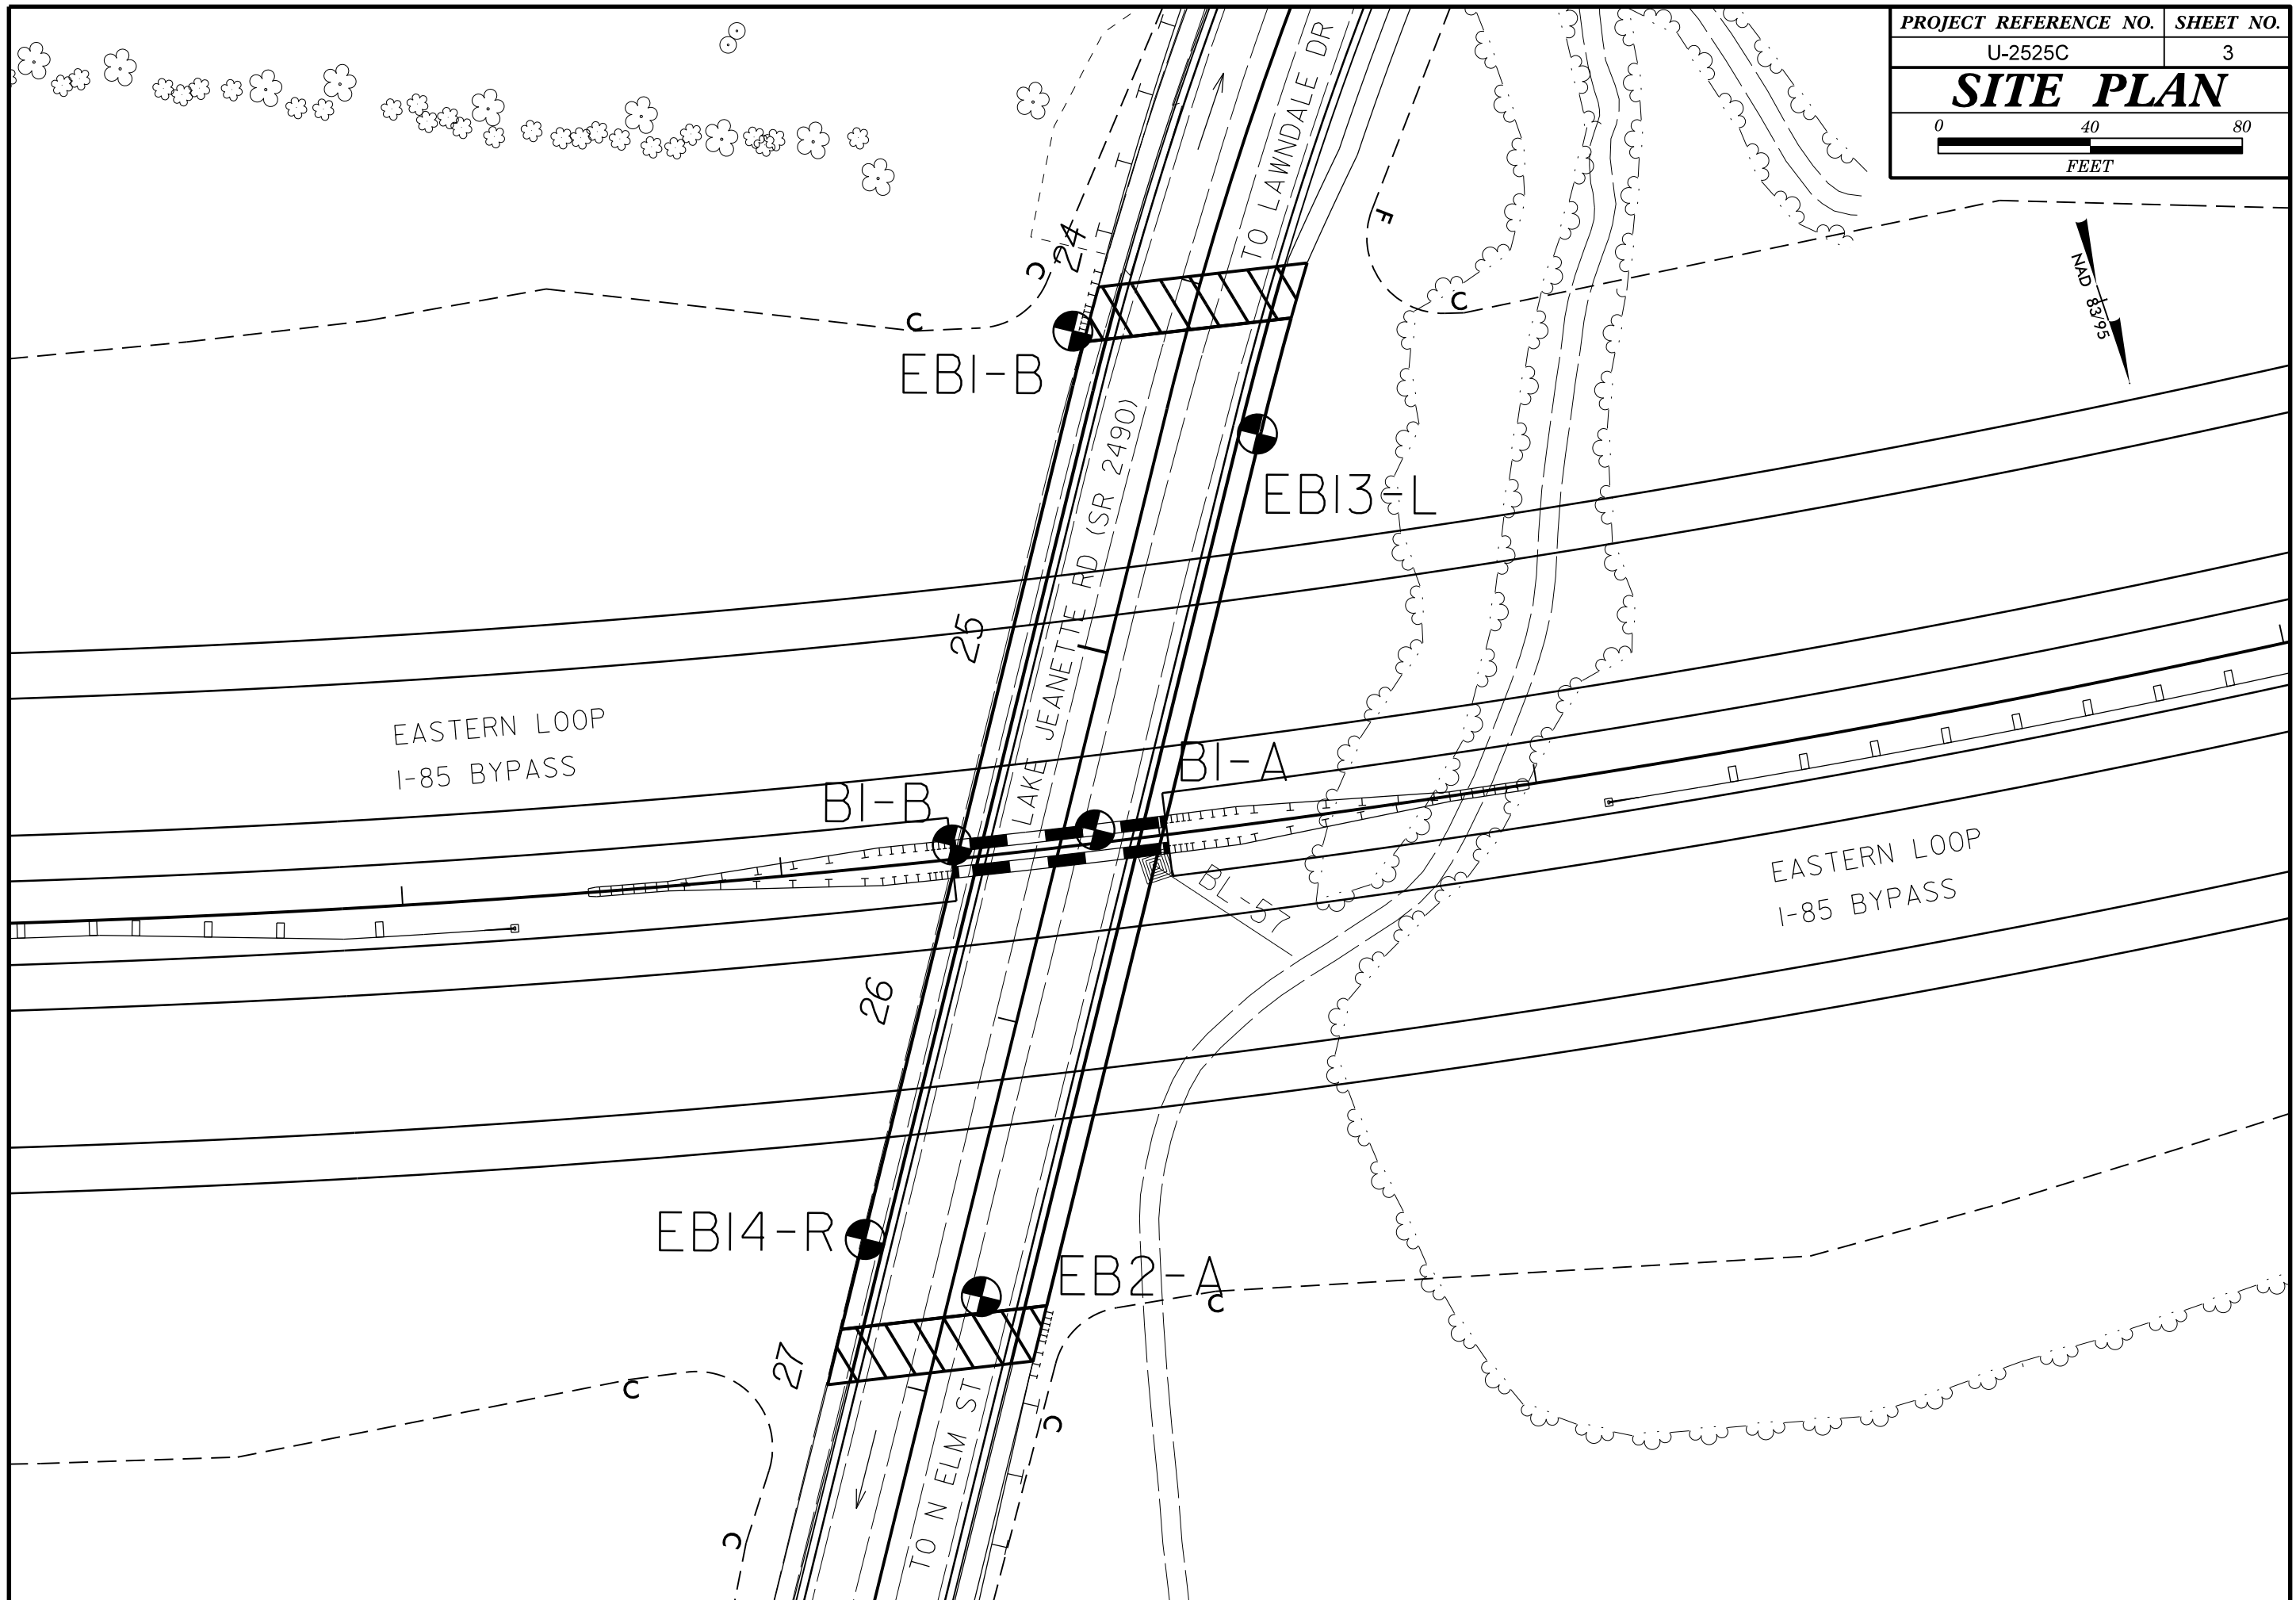 PROJECT REFERENCE NO. SHEET NO.
U-2525C 3
SITE PLAN
0 40 80
FEET
NAD 83/95
TO LAWNDALE DR
F
24
C
C
C
EB1-B
LAKE JEANETTE RD (SR 2490)
EB13-L
25
EASTERN LOOP
I-85 BYPASS
B1-A
B1-B
BL-57
EASTERN LOOP
I-85 BYPASS
26
EB14-R
EB2-A
C
27
C
C
TO N ELM ST
C